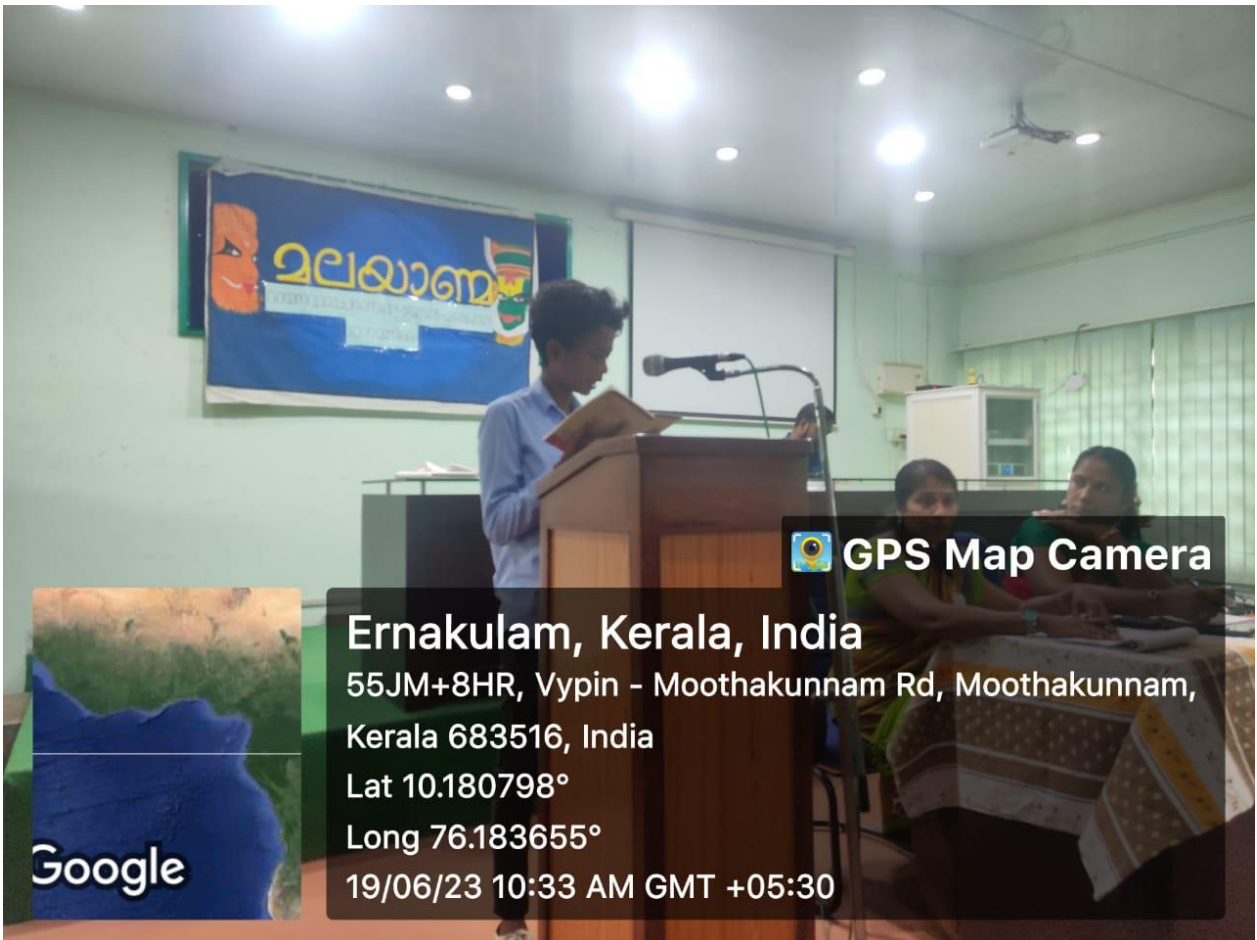 മലയാണ്മ
GPS Map Camera
Ernakulam, Kerala, India
55JM+8HR, Vypin - Moothakunnam Rd, Moothakunnam,
Kerala 683516, India
Lat 10.180798°
Long 76.183655°
19/06/23 10:33 AM GMT +05:30
Google